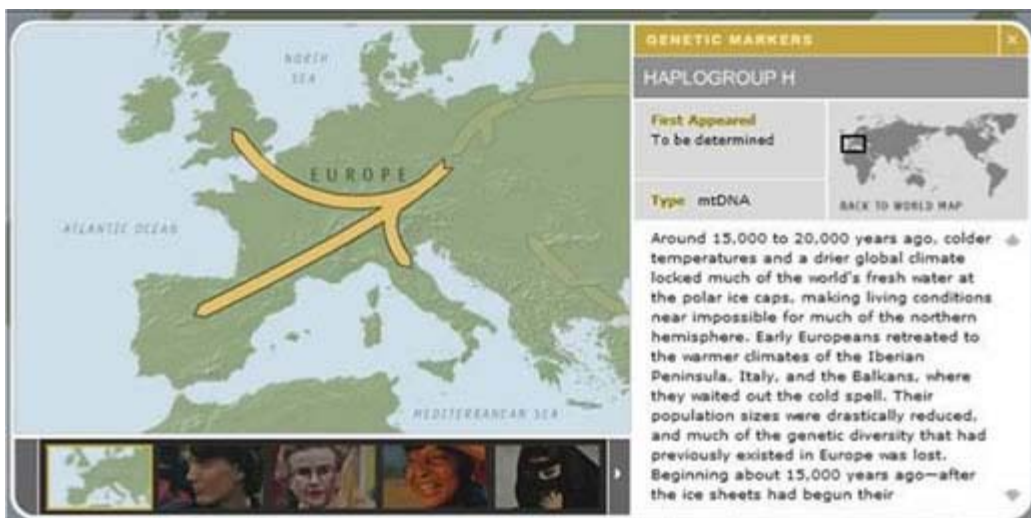 NORTH
SEA
EUROPE
ATLANTIC OCEAN
MEDITERRANEAN SEA
GENETIC MARKERS
×
HAPLOGROUP H
First Appeared
To be determined
Type mtDNA
BACK TO WORLD MAP
Around 15,000 to 20,000 years ago, colder
temperatures and a drier global climate
locked much of the world's fresh water at
the polar ice caps, making living conditions
near impossible for much of the northern
hemisphere. Early Europeans retreated to
the warmer climates of the Iberian
Peninsula, Italy, and the Balkans, where
they waited out the cold spell. Their
population sizes were drastically reduced,
and much of the genetic diversity that had
previously existed in Europe was lost.
Beginning about 15,000 years ago—after
the ice sheets had begun their